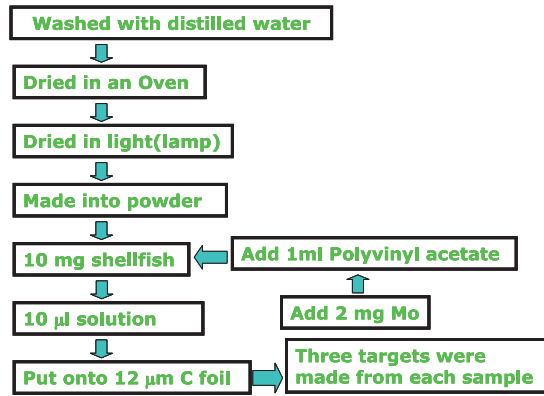 Washed with distilled water
Dried in an Oven
Dried in light(lamp)
Made into powder
10 mg shellfish
Add 1ml Polyvinyl acetate
10 μl solution
Add 2 mg Mo
Put onto 12 μm C foil
Three targets were
made from each sample